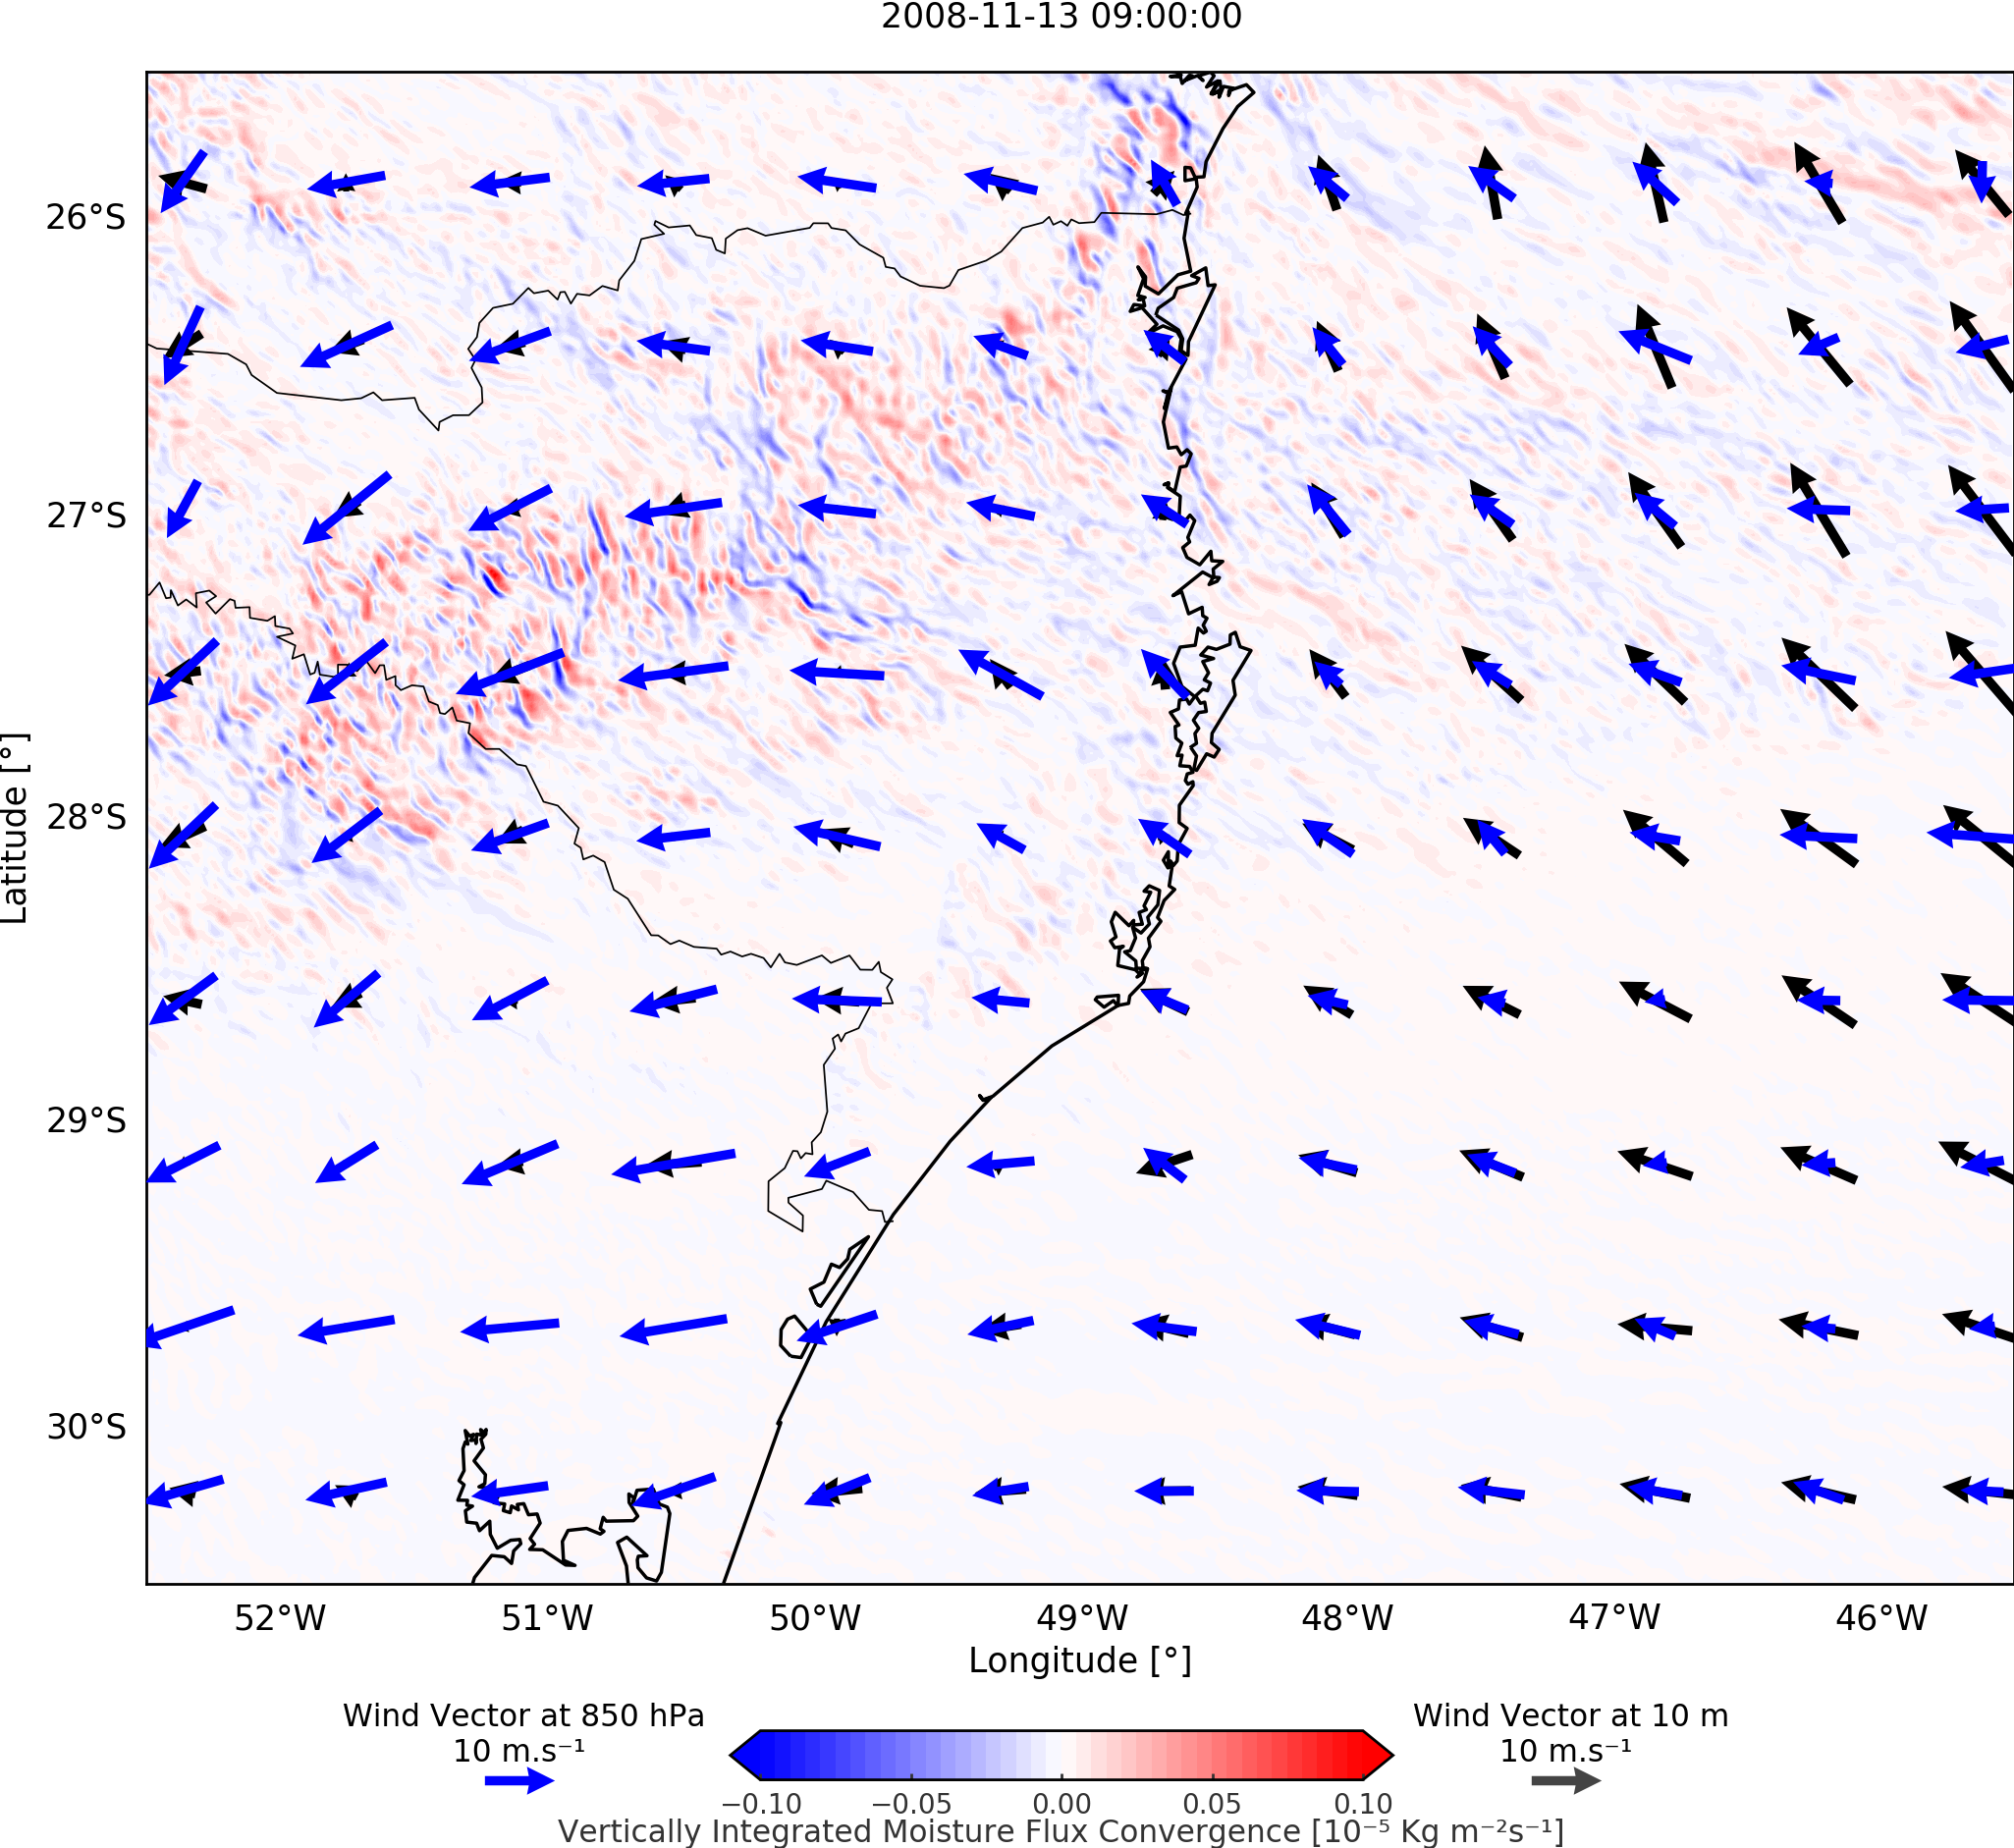 2008-11-13 09:00:00
26°S
27°S
28°S
29°S
30°S
Latitude [°]
52°W 51°W 50°W 49°W 48°W 47°W 46°W
Longitude [°]
Wind Vector at 850 hPa
10 m.s⁻¹
Wind Vector at 10 m
10 m.s⁻¹
−0.10 −0.05 0.00 0.05 0.10
Vertically Integrated Moisture Flux Convergence [10⁻⁵ Kg m⁻²s⁻¹]